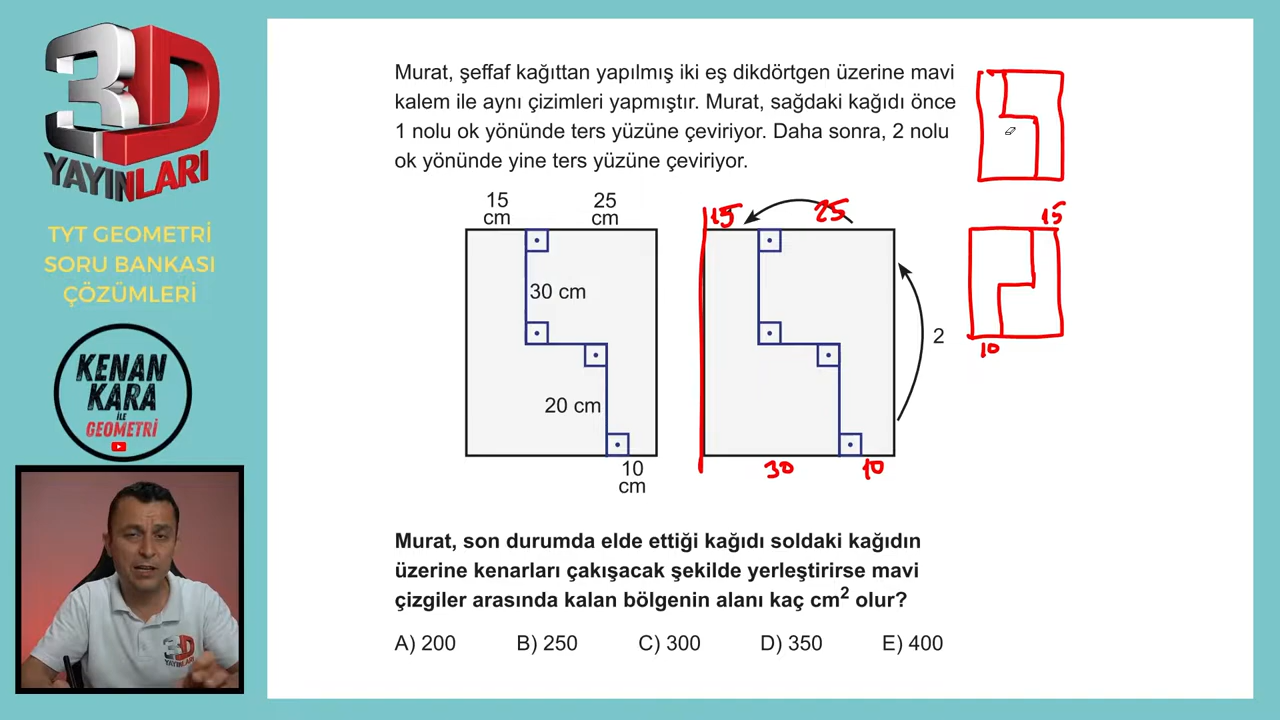 3D
YAYINLARI
TYT GEOMETRİ
SORU BANKASI
ÇÖZÜMLERİ
KENAN
KARA
İLE
GEOMETRİ
3D
YAYINLARI
Murat, şeffaf kağıttan yapılmış iki eş dikdörtgen üzerine mavi
kalem ile aynı çizimleri yapmıştır. Murat, sağdaki kağıdı önce
1 nolu ok yönünde ters yüzüne çeviriyor. Daha sonra, 2 nolu
ok yönünde yine ters yüzüne çeviriyor.
15
cm
25
cm
30 cm
20 cm
10
cm
15
25
2
30
10
15
10
Murat, son durumda elde ettiği kağıdı soldaki kağıdın
üzerine kenarları çakışacak şekilde yerleştirirse mavi
çizgiler arasında kalan bölgenin alanı kaç cm² olur?
A) 200 B) 250 C) 300 D) 350 E) 400